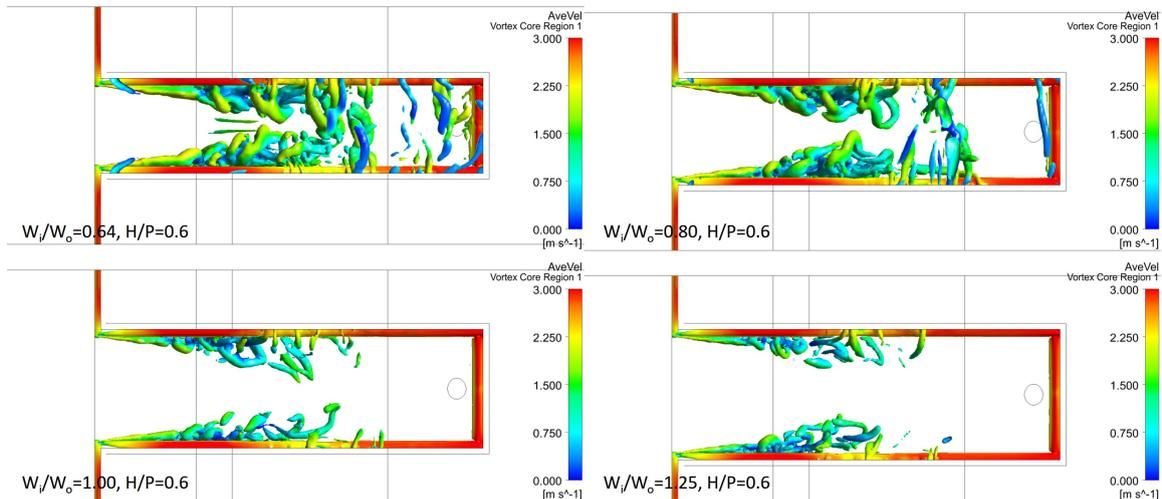 AveVel
Vortex Core Region 1
3.000
2.250
1.500
0.750
0.000
[m s^-1]
Wi/Wo=0.64, H/P=0.6
AveVel
Vortex Core Region 1
3.000
2.250
1.500
0.750
0.000
[m s^-1]
Wi/Wo=0.80, H/P=0.6
AveVel
Vortex Core Region 1
3.000
2.250
1.500
0.750
0.000
[m s^-1]
Wi/Wo=1.00, H/P=0.6
AveVel
Vortex Core Region 1
3.000
2.250
1.500
0.750
0.000
[m s^-1]
Wi/Wo=1.25, H/P=0.6